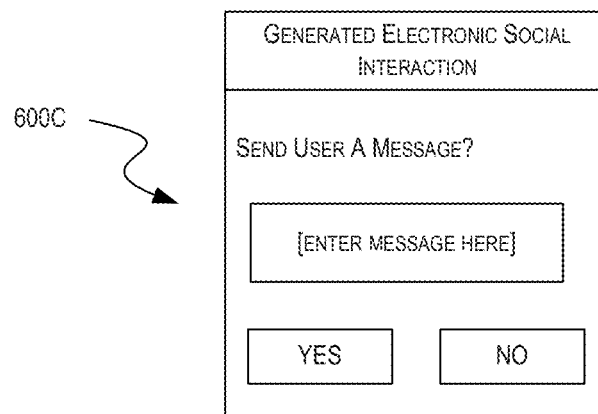 GENERATED ELECTRONIC SOCIAL
INTERACTION
600C
SEND USER A MESSAGE?
[ENTER MESSAGE HERE]
YES
NO